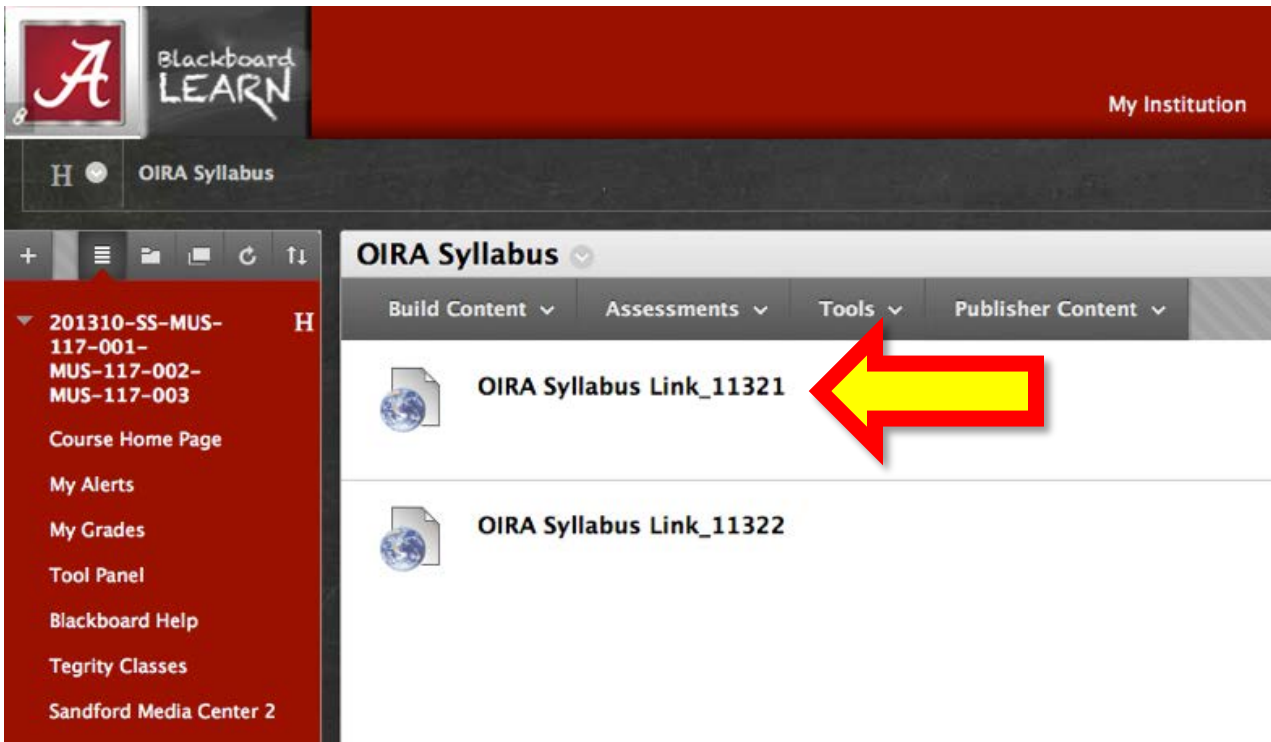 A
Blackboard
LEARN
My Institution
H
OIRA Syllabus
201310-SS-MUS-
117-001-
MUS-117-002-
MUS-117-003
H
Course Home Page
My Alerts
My Grades
Tool Panel
Blackboard Help
Tegrity Classes
Sandford Media Center 2
OIRA Syllabus
Build Content
Assessments
Tools
Publisher Content
OIRA Syllabus Link_11321
OIRA Syllabus Link_11322